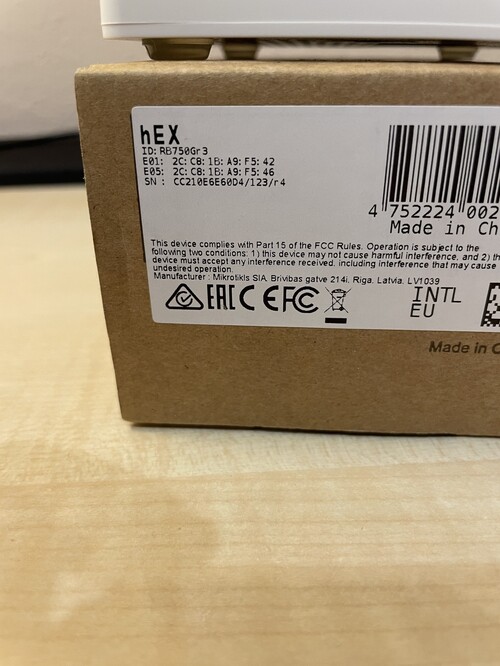 hEX
ID: RB750Gr3
E01: 2C: C8: 1B: A9: F5: 42
E05: 2C: C8: 1B: A9: F5: 46
SN : CC210E6E60D4/123/r4
4 752224 002
Made in Ch
This device complies with Part 15 of the FCC Rules. Operation is subject to the
following two conditions: 1) this device may not cause harmful interference, and 2) th
device must accept any interference received, including interference that may cause
undesired operation.
Manufacturer : Mikrotikls SIA, Brivibas gatve 214i, Riga, Latvia, LV1039
EAC CE FC
INTL
EU
Made in C